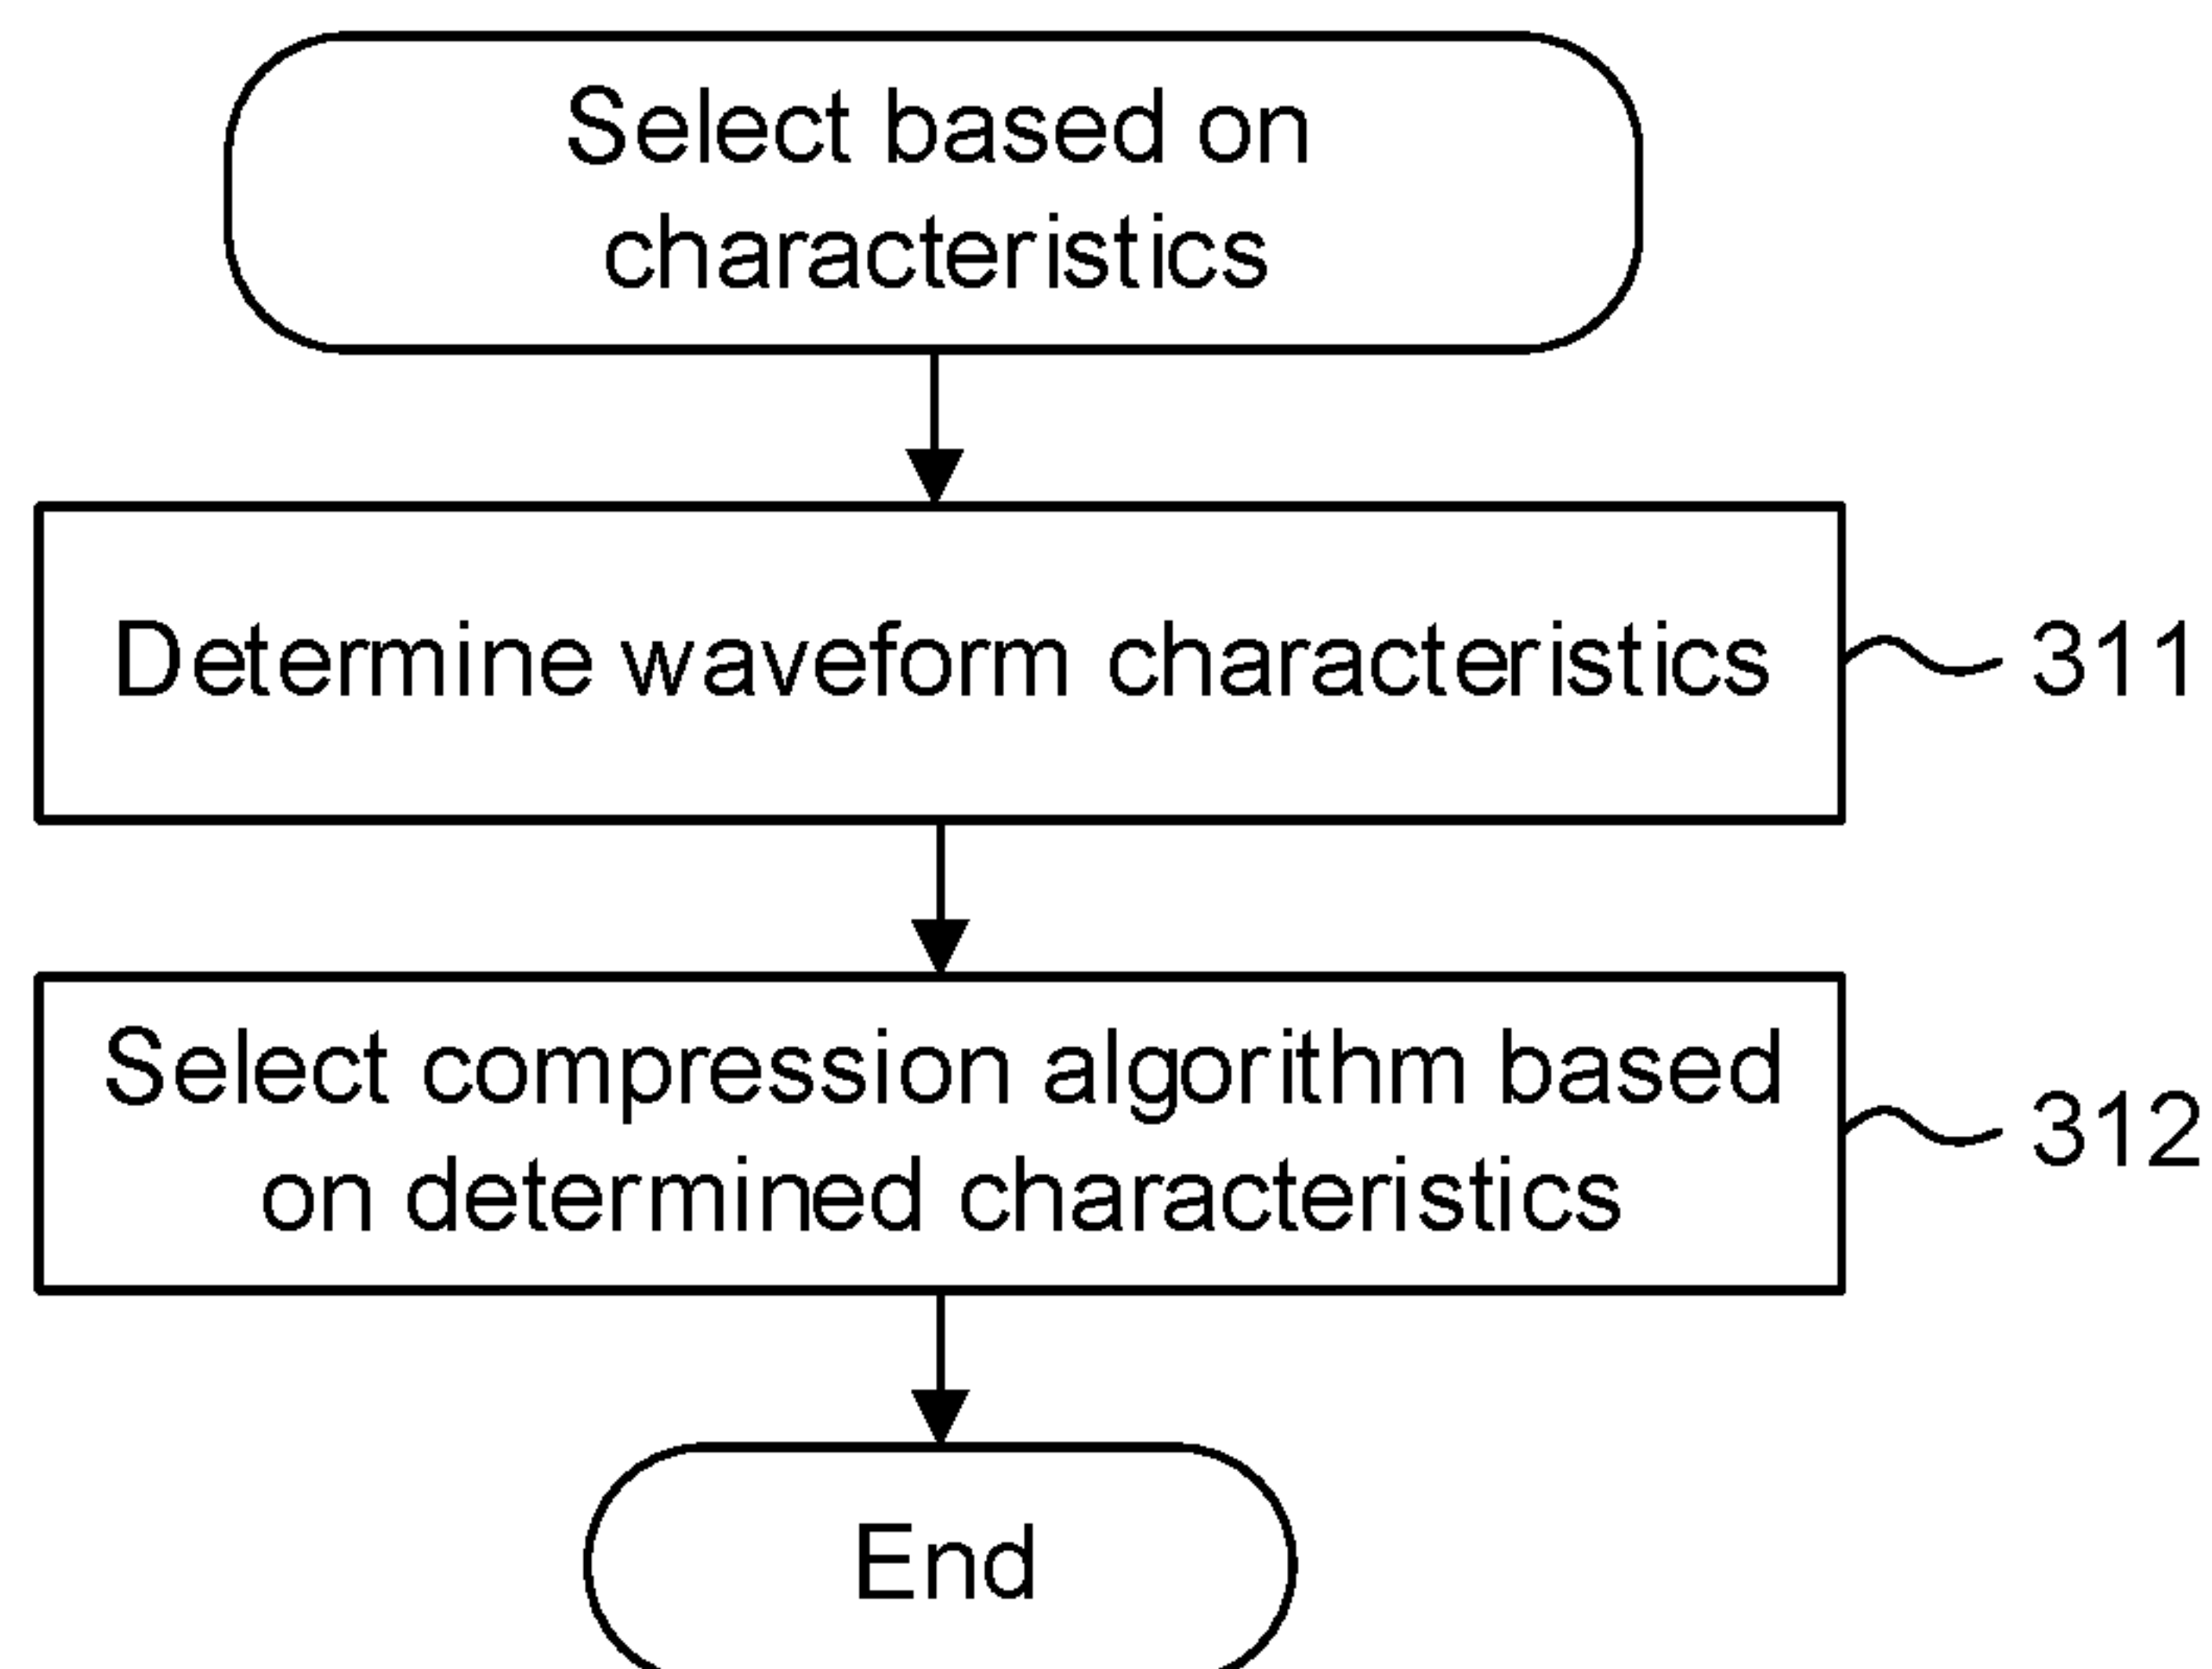 Select based on
characteristics
Determine waveform characteristics
311
Select compression algorithm based
on determined characteristics
312
End